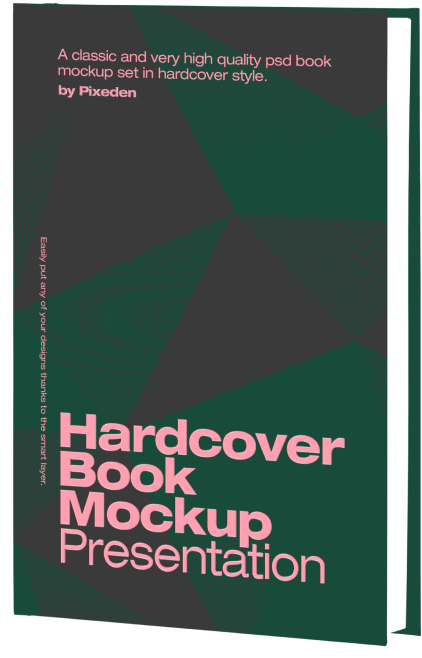 A classic and very high quality psd book
mockup set in hardcover style.
by Pixeden
Easily put any of your designs thanks to the smart layer.
Hardcover
Book
Mockup
Presentation